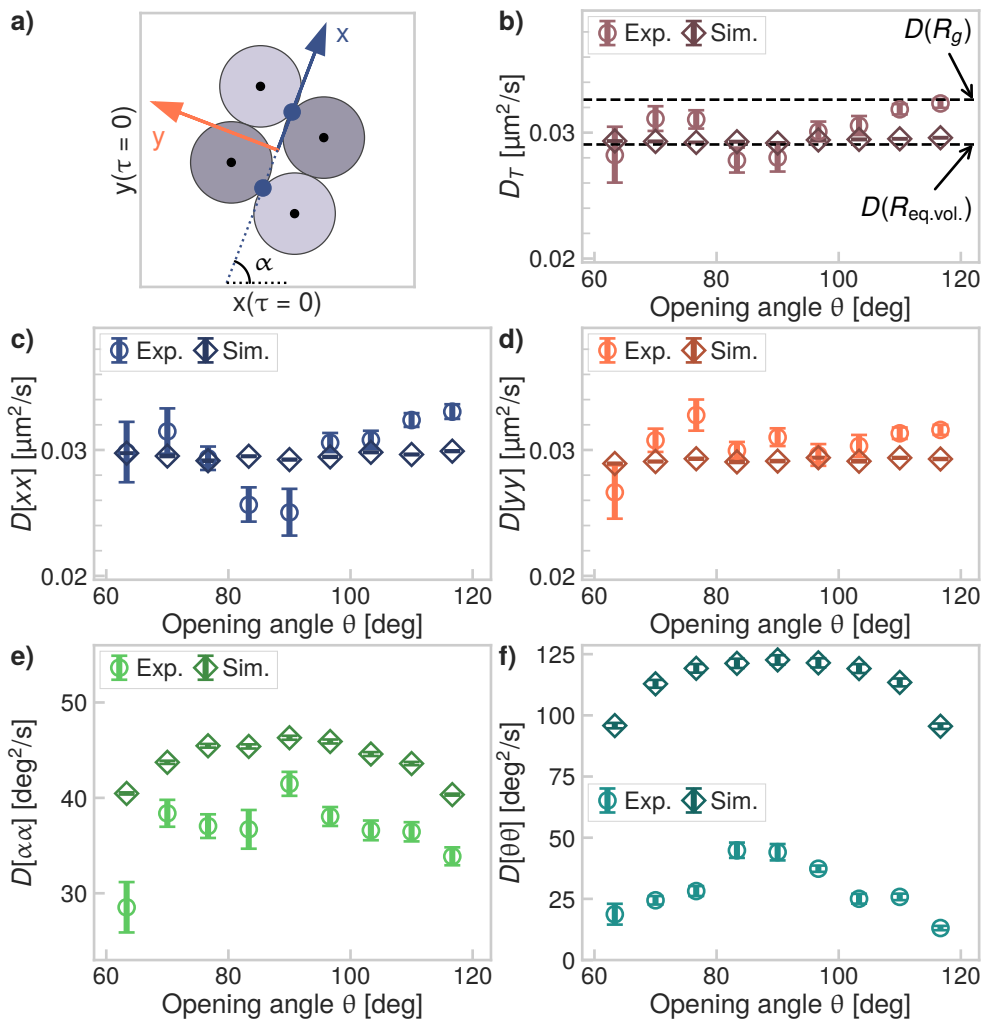 a)
x
y
α
y(τ = 0)
x(τ = 0)
b)
Exp. Sim.
D(R_g)
D(R_eq.vol.)
D_T [μm²/s]
0.03
0.02
60 80 100 120
Opening angle θ [deg]
c)
Exp. Sim.
D[xx] [μm²/s]
0.03
0.02
60 80 100 120
Opening angle θ [deg]
d)
Exp. Sim.
D[yy] [μm²/s]
0.03
0.02
60 80 100 120
Opening angle θ [deg]
e)
Exp. Sim.
D[αα] [deg²/s]
50
40
30
60 80 100 120
Opening angle θ [deg]
f)
125
100
75
Exp. Sim.
D[θθ] [deg²/s]
50
25
0
60 80 100 120
Opening angle θ [deg]